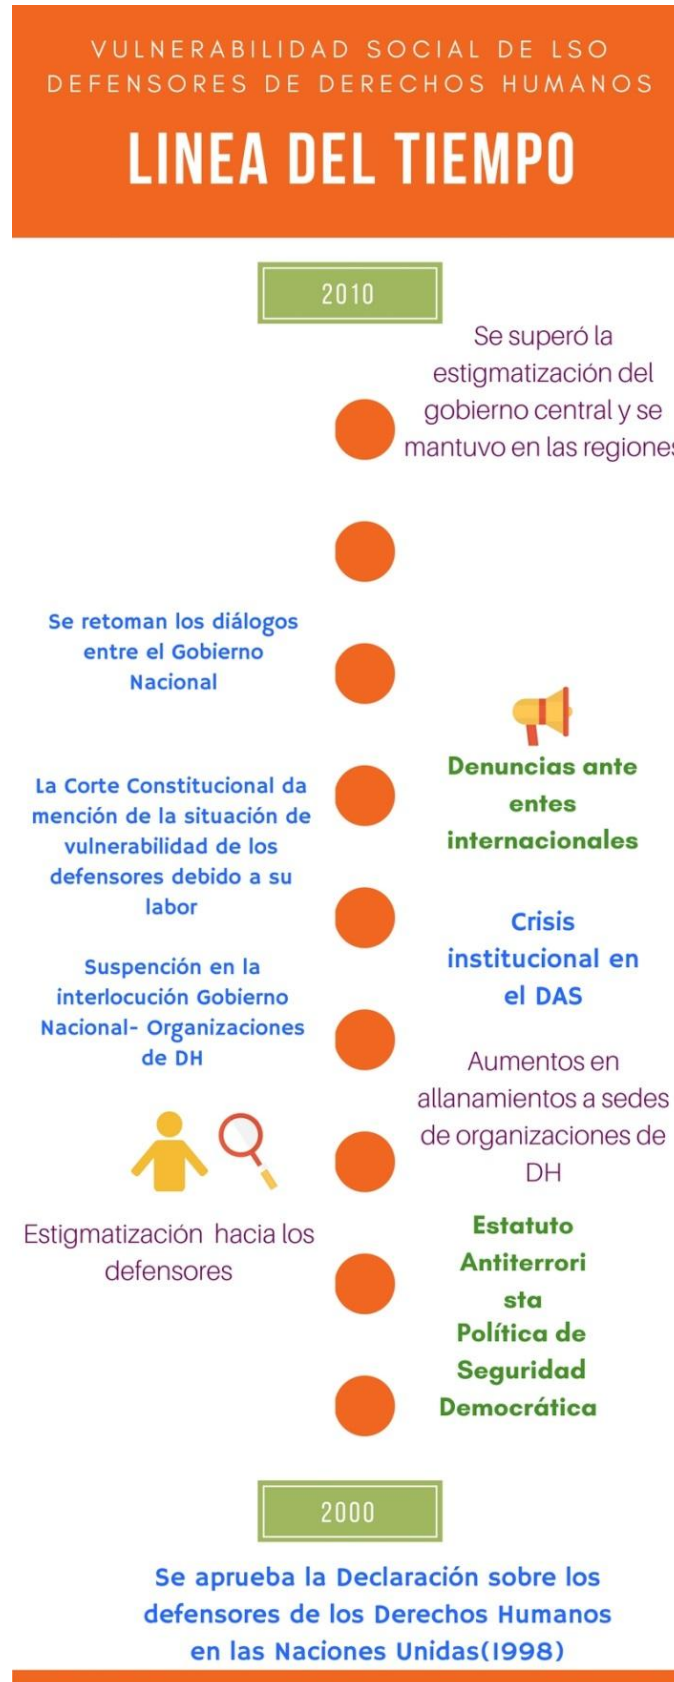 VULNERABILIDAD SOCIAL DE LSO
DEFENSORES DE DERECHOS HUMANOS
LINEA DEL TIEMPO
2010
Se superó la
estigmatización del
gobierno central y se
mantuvo en las regiones
Se retoman los diálogos
entre el Gobierno
Nacional
Denuncias ante
entes
internacionales
La Corte Constitucional da
mención de la situación de
vulnerabilidad de los
defensores debido a su
labor
Crisis
institucional en
el DAS
Suspención en la
interlocución Gobierno
Nacional- Organizaciones
de DH
Aumentos en
allanamientos a sedes
de organizaciones de
DH
Estigmatización hacia los
defensores
Estatuto
Antiterrori
sta
Política de
Seguridad
Democrática
2000
Se aprueba la Declaración sobre los
defensores de los Derechos Humanos
en las Naciones Unidas(1998)